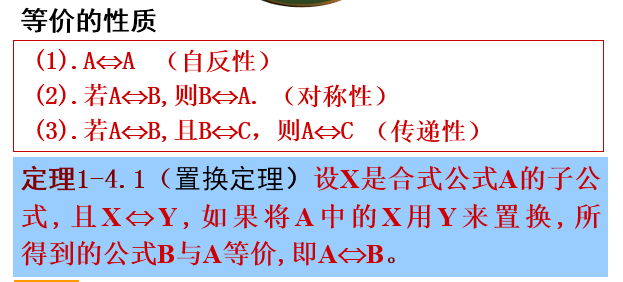 等价的性质
(1).A⇔A （自反性）
(2).若A⇔B,则B⇔A.（对称性）
(3).若A⇔B,且B⇔C，则A⇔C （传递性）
定理1-4.1（置换定理）设X是合式公式A的子公
式,且X⇔Y,如果将A中的X用Y来置换,所
得到的公式B与A等价,即A⇔B。